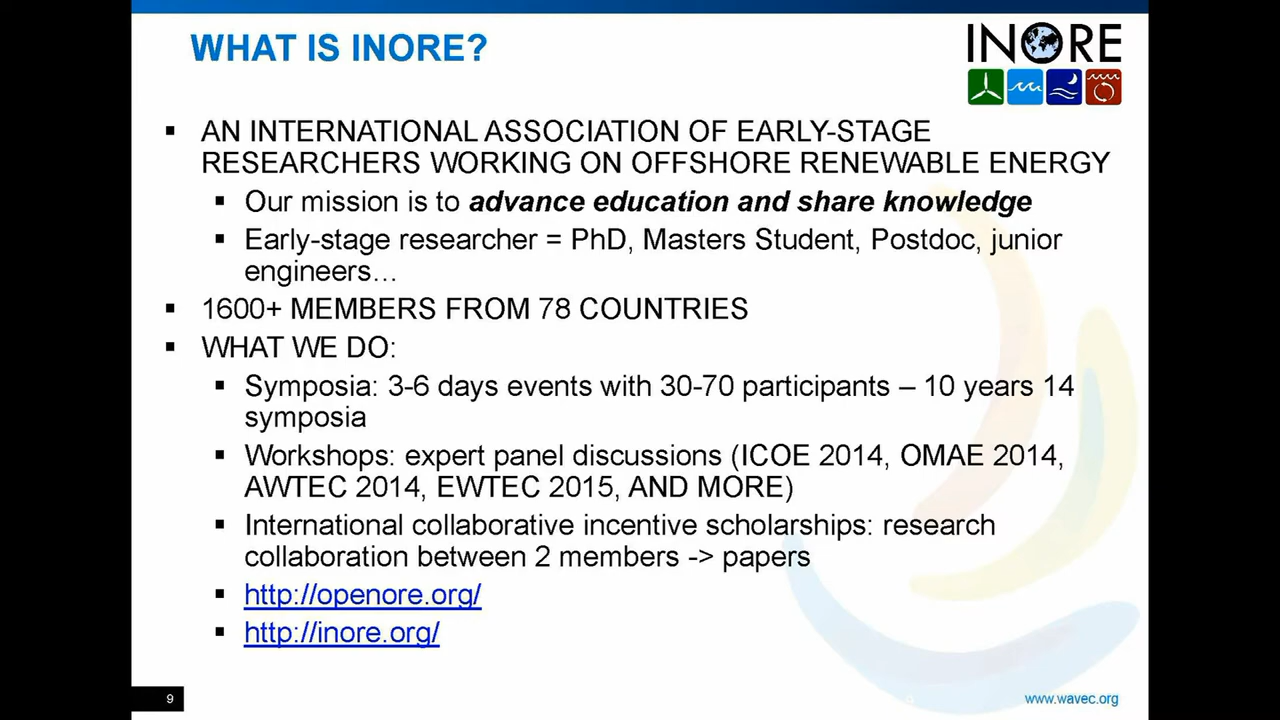 WHAT IS INORE?
INORE
▪ AN INTERNATIONAL ASSOCIATION OF EARLY-STAGE
RESEARCHERS WORKING ON OFFSHORE RENEWABLE ENERGY
▪ Our mission is to advance education and share knowledge
▪ Early-stage researcher = PhD, Masters Student, Postdoc, junior
engineers…
▪ 1600+ MEMBERS FROM 78 COUNTRIES
▪ WHAT WE DO:
▪ Symposia: 3-6 days events with 30-70 participants – 10 years 14
symposia
▪ Workshops: expert panel discussions (ICOE 2014, OMAE 2014,
AWTEC 2014, EWTEC 2015, AND MORE)
▪ International collaborative incentive scholarships: research
collaboration between 2 members -> papers
▪ http://openore.org/
▪ http://inore.org/
9
www.wavec.org